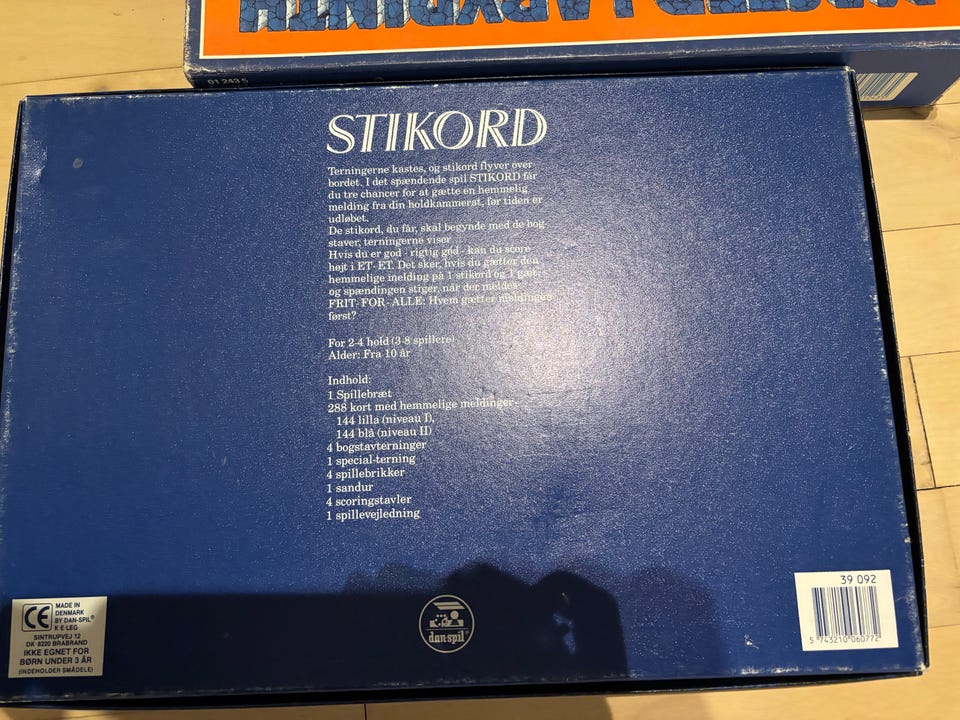 MASTER LABYRINTH
01 243 5
STIKORD
Terningerne kastes, og stikord flyver over
bordet. I det spændende spil STIKORD får
du tre chancer for at gætte en hemmelig
melding fra din holdkammerat, før tiden er
udløbet.
De stikord, du får, skal begynde med de bog-
staver, terningerne viser.
Hvis du er god - rigtig god - kan du score
højt i ET - ET. Det sker, hvis du gætter den
hemmelige melding på 1 stikord og 1 gæt,
og spændingen stiger, når der meldes
FRIT - FOR - ALLE: Hvem gætter meldingen
først?
For 2-4 hold (3-8 spillere)
Alder: Fra 10 år
Indhold:
1 Spillebræt
288 kort med hemmelige meldinger-
144 lilla (niveau I),
144 blå (niveau II)
4 bogstavterninger
1 special-terning
4 spillebrikker
1 sandur
4 scoringstavler
1 spillevejledning
CE
MADE IN
DENMARK
BY DAN-SPIL®
K·E·LEG
SINTRUPVEJ 12
DK 8220 BRABRAND
IKKE EGNET FOR
BØRN UNDER 3 ÅR
(INDEHOLDER SMÅDELE)
dan-spil®
39 092
5 743210 060772